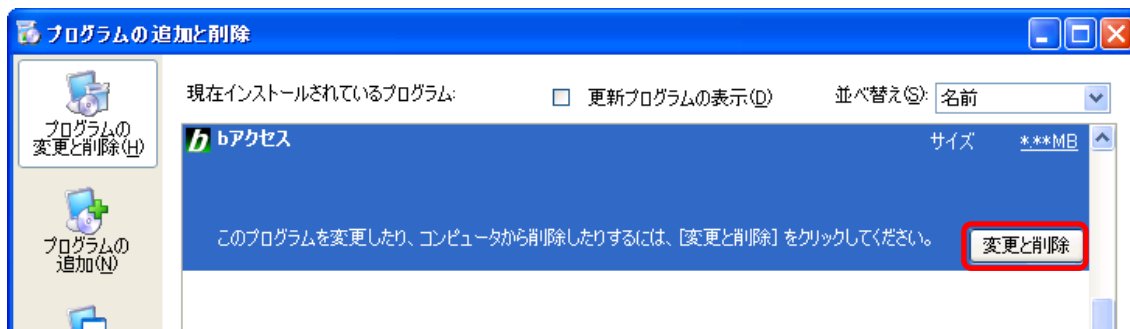 プログラムの追加と削除
プログラムの
変更と削除(H)
現在インストールされているプログラム:
更新プログラムの表示(D)
並べ替え(S):
名前
b bアクセス
サイズ
*.**MB
このプログラムを変更したり、コンピュータから削除したりするには、[変更と削除] をクリックしてください。
変更と削除
プログラムの
追加(N)